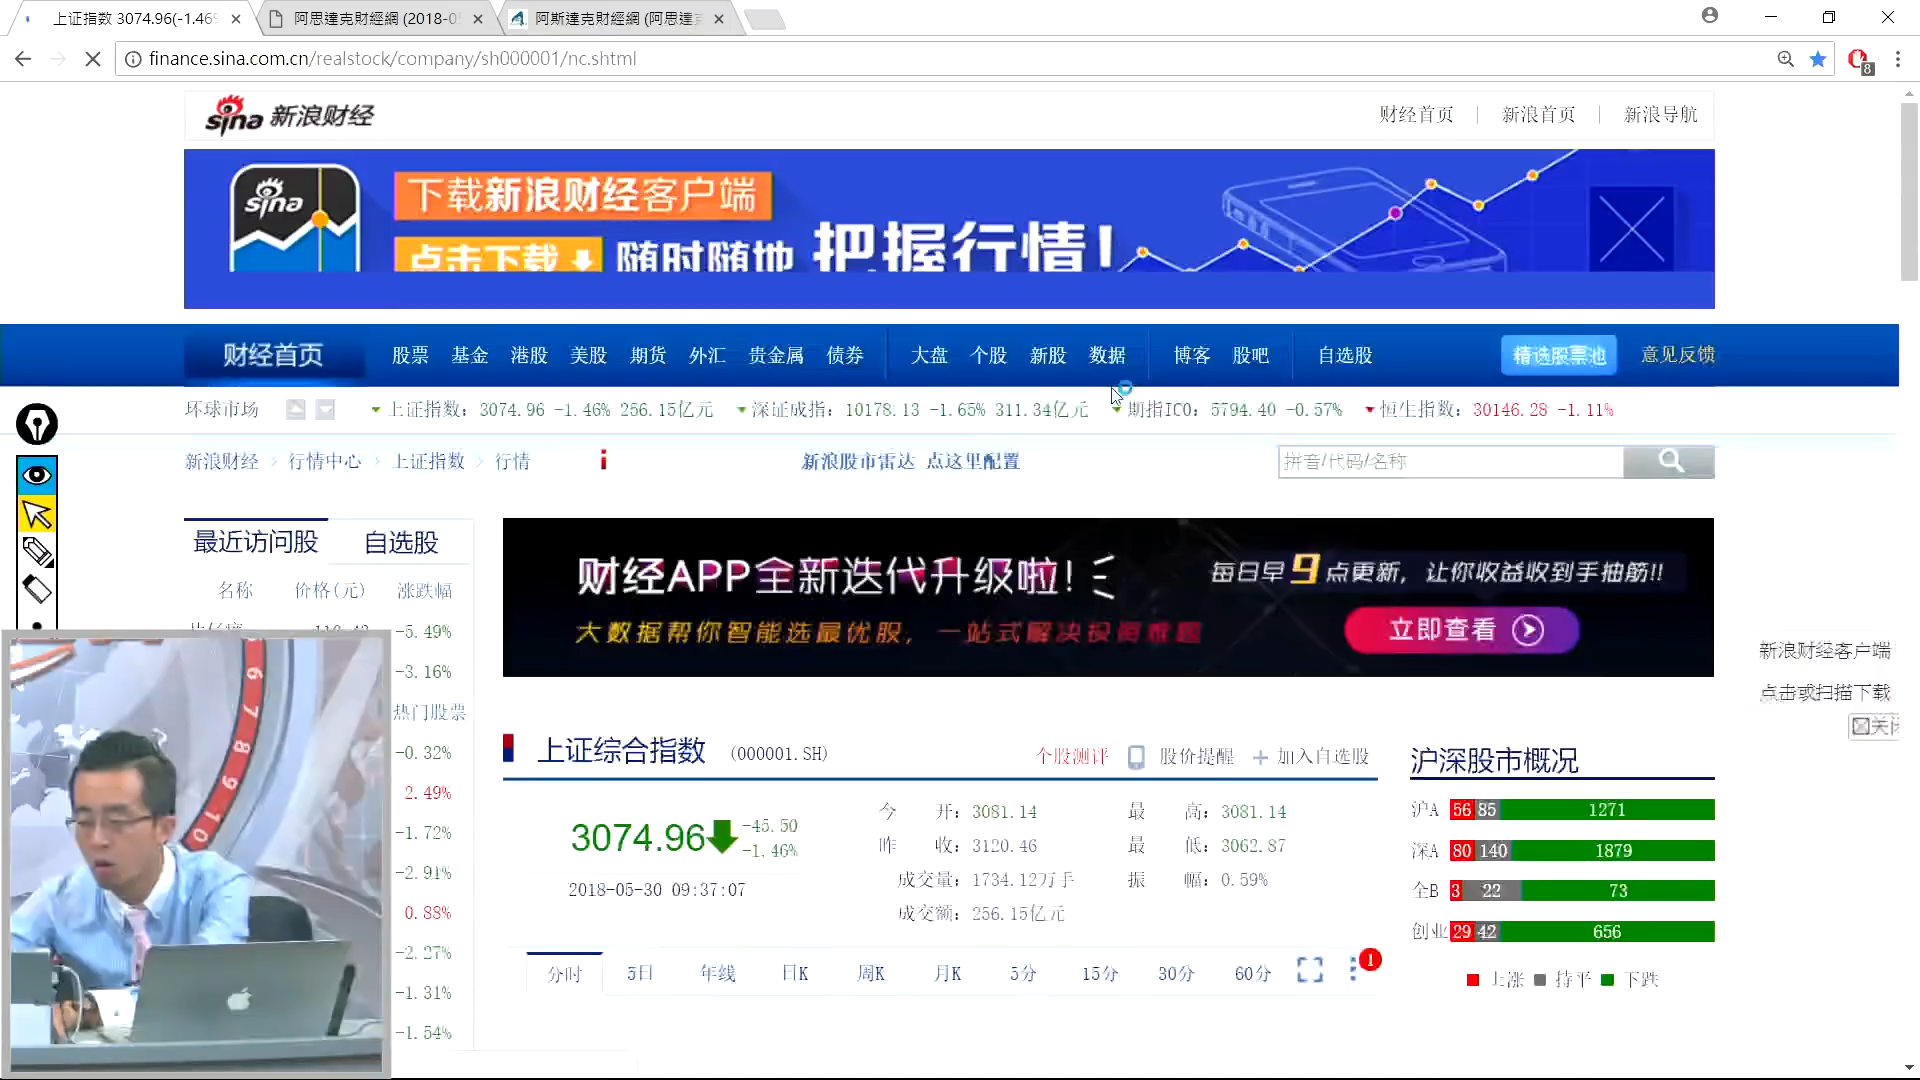 上证指数 3074.96(-1.46%
阿思達克財經網 (2018-0
阿斯達克財經網 (阿思達克
finance.sina.com.cn/realstock/company/sh000001/nc.shtml
8
sina 新浪财经
财经首页 新浪首页 新浪导航
sina
下载新浪财经客户端
点击下载 随时随地 把握行情!
财经首页 股票 基金 港股 美股 期货 外汇 贵金属 债券 大盘 个股 新股 数据 博客 股吧 自选股 精选股票池 意见反馈
环球市场 上证指数: 3074.96 -1.46% 256.15亿元 深证成指: 10178.13 -1.65% 311.34亿元 期指IC0: 5794.40 -0.57% 恒生指数: 30146.28 -1.11%
新浪财经 行情中心 上证指数 行情
新浪股市雷达 点这里配置
拼音/代码/名称
最近访问股 自选股
名称 价格(元) 涨跌幅
-5.49%
-3.16%
热门股票
-0.32%
2.49%
-1.72%
-2.91%
0.88%
-2.27%
-1.31%
-1.54%
6 7 8 9 10
财经APP全新迭代升级啦!
大数据帮你智能选最优股, 一站式解决投资难题
每日早9点更新, 让你收益收到手抽筋!!
立即查看
新浪财经客户端
点击或扫描下载
关闭
上证综合指数 (000001.SH)
个股测评 股价提醒 加入自选股
3074.96 -45.50
-1.46%
2018-05-30 09:37:07
今 开: 3081.14 最 高: 3081.14
昨 收: 3120.46 最 低: 3062.87
成交量: 1734.12万手 振 幅: 0.59%
成交额: 256.15亿元
分时 5日 年线 日K 周K 月K 5分 15分 30分 60分 1
沪深股市概况
沪A 56 85 1271
深A 80 140 1879
全B 3 22 73
创业 29 42 656
上涨 持平 下跌